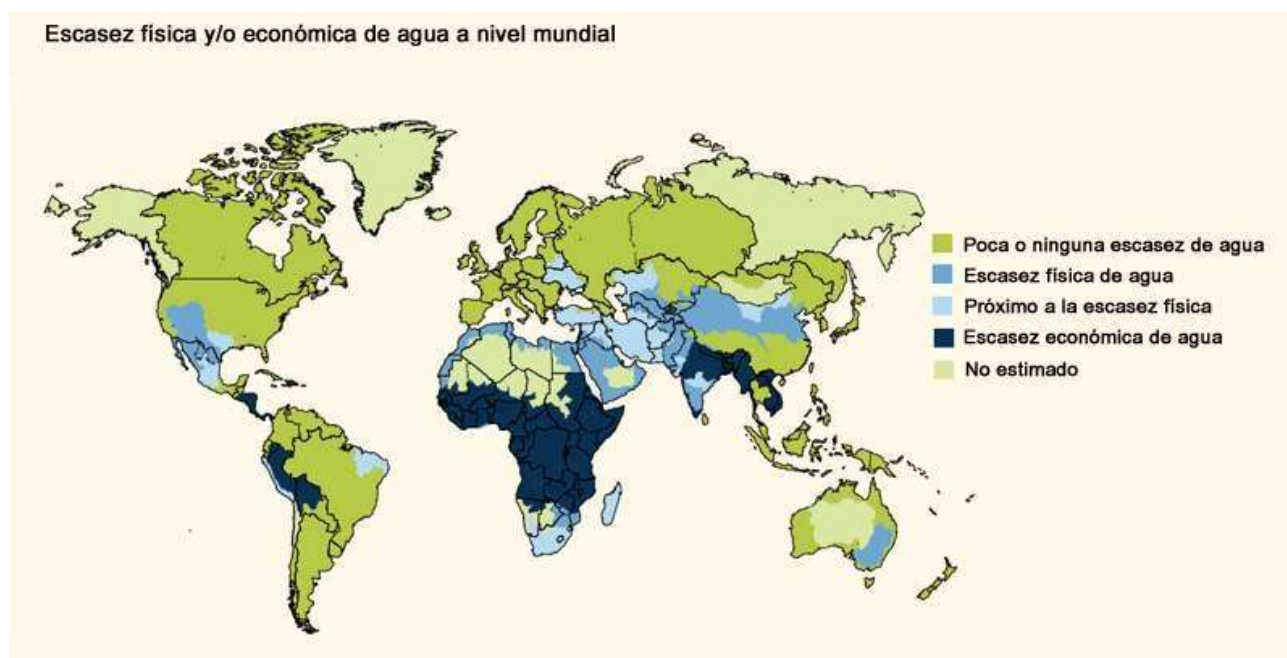 Escasez física y/o económica de agua a nivel mundial
Poca o ninguna escasez de agua
Escasez física de agua
Próximo a la escasez física
Escasez económica de agua
No estimado